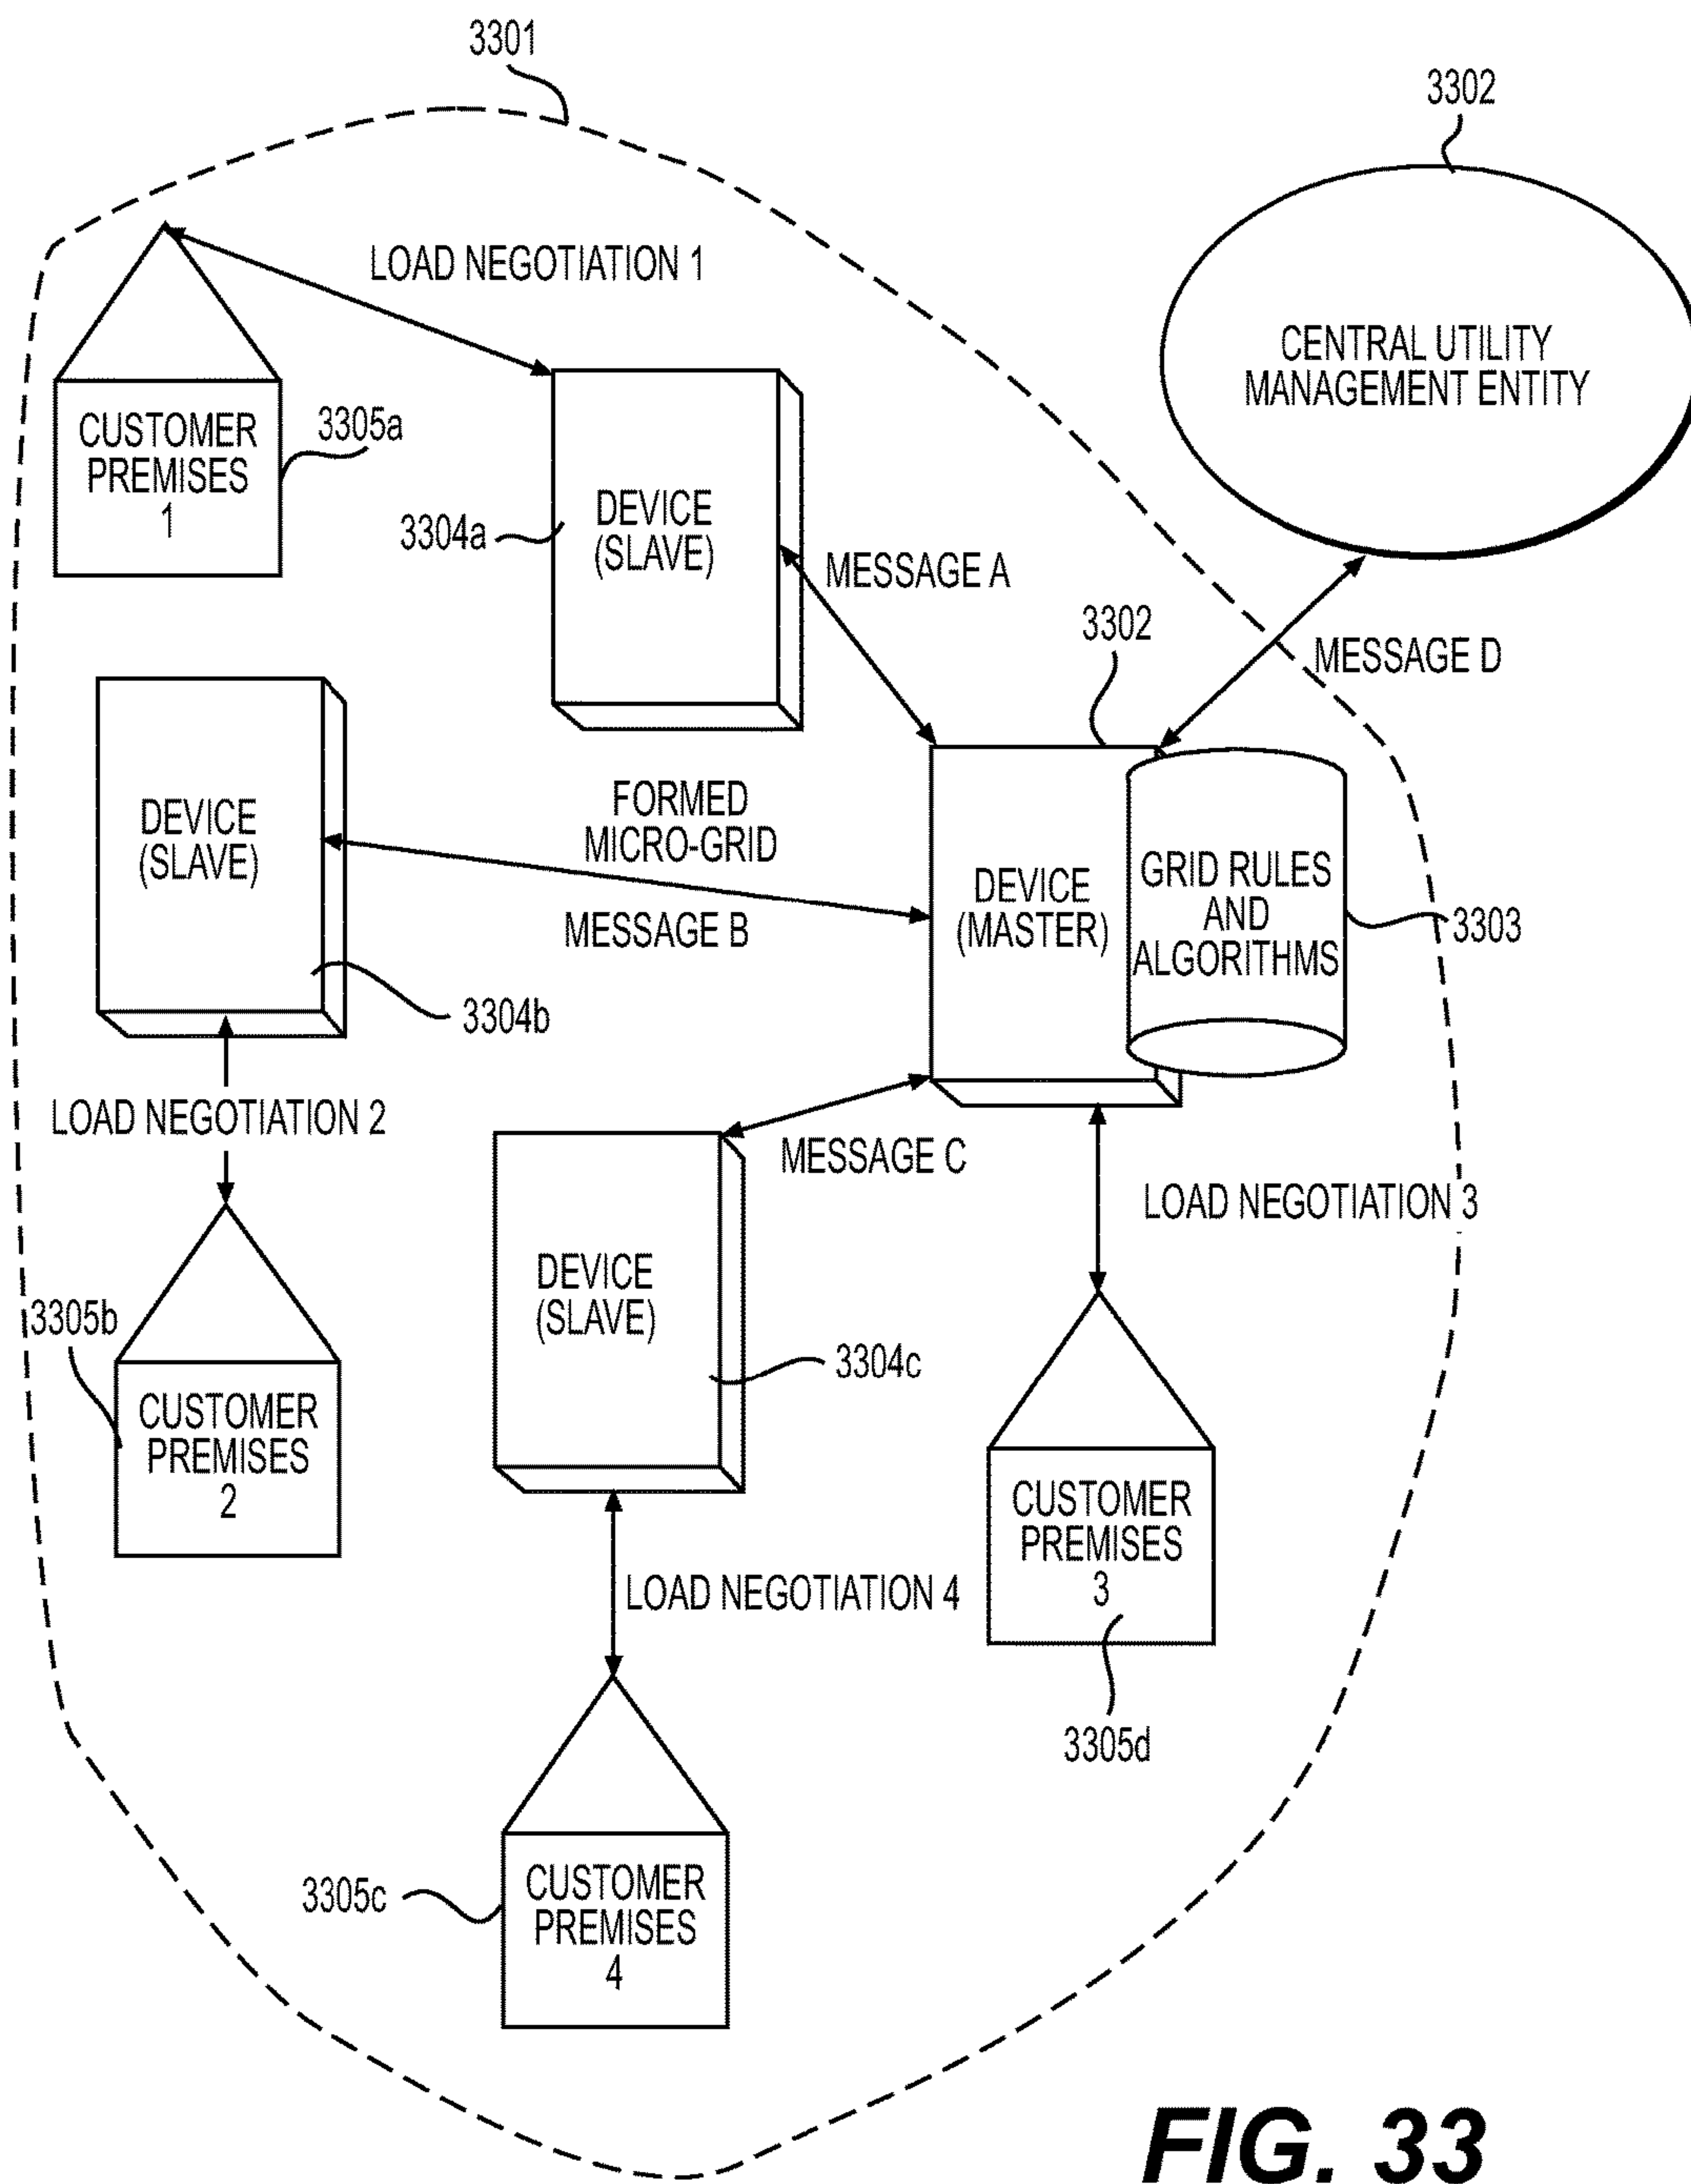 3301
3302
LOAD NEGOTIATION 1
CENTRAL UTILITY
MANAGEMENT ENTITY
CUSTOMER
PREMISES
1
3305a
3304a
DEVICE
(SLAVE)
MESSAGE A
3302
MESSAGE D
DEVICE
(SLAVE)
FORMED
MICRO-GRID
MESSAGE B
DEVICE
(MASTER)
GRID RULES
AND
ALGORITHMS
3303
3304b
LOAD NEGOTIATION 2
MESSAGE C
LOAD NEGOTIATION 3
DEVICE
(SLAVE)
3304c
3305b
CUSTOMER
PREMISES
2
CUSTOMER
PREMISES
3
LOAD NEGOTIATION 4
3305d
3305c
CUSTOMER
PREMISES
4
FIG. 33